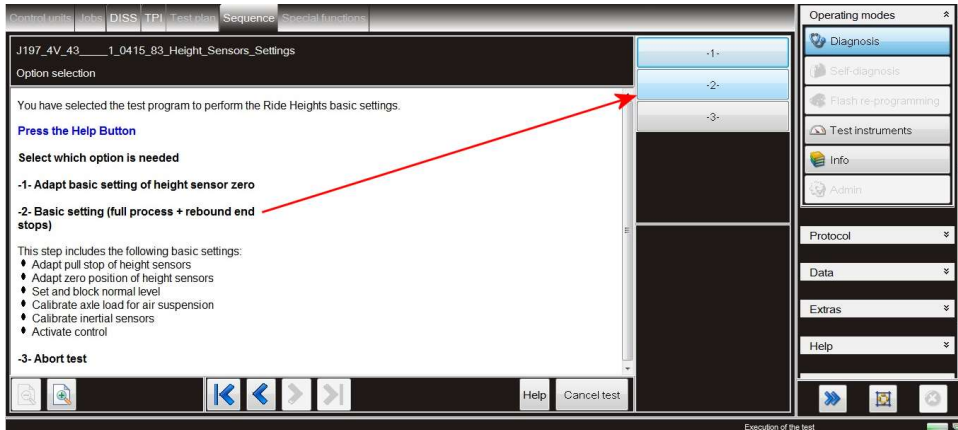 Control units Jobs DISS TPI Test plan Sequence Special functions
J197_4V_43____1_0415_83_Height_Sensors_Settings
Option selection
You have selected the test program to perform the Ride Heights basic settings.
Press the Help Button
Select which option is needed
-1- Adapt basic setting of height sensor zero
-2- Basic setting (full process + rebound end
stops)
This step includes the following basic settings:
Adapt pull stop of height sensors
Adapt zero position of height sensors
Set and block normal level
Calibrate axle load for air suspension
Calibrate inertial sensors
Activate control
-3- Abort test
Help
Cancel test
-1-
-2-
-3-
Operating modes
Diagnosis
Self-diagnosis
Flash re-programming
Test instruments
Info
Admin
Protocol
Data
Extras
Help
Execution of the test